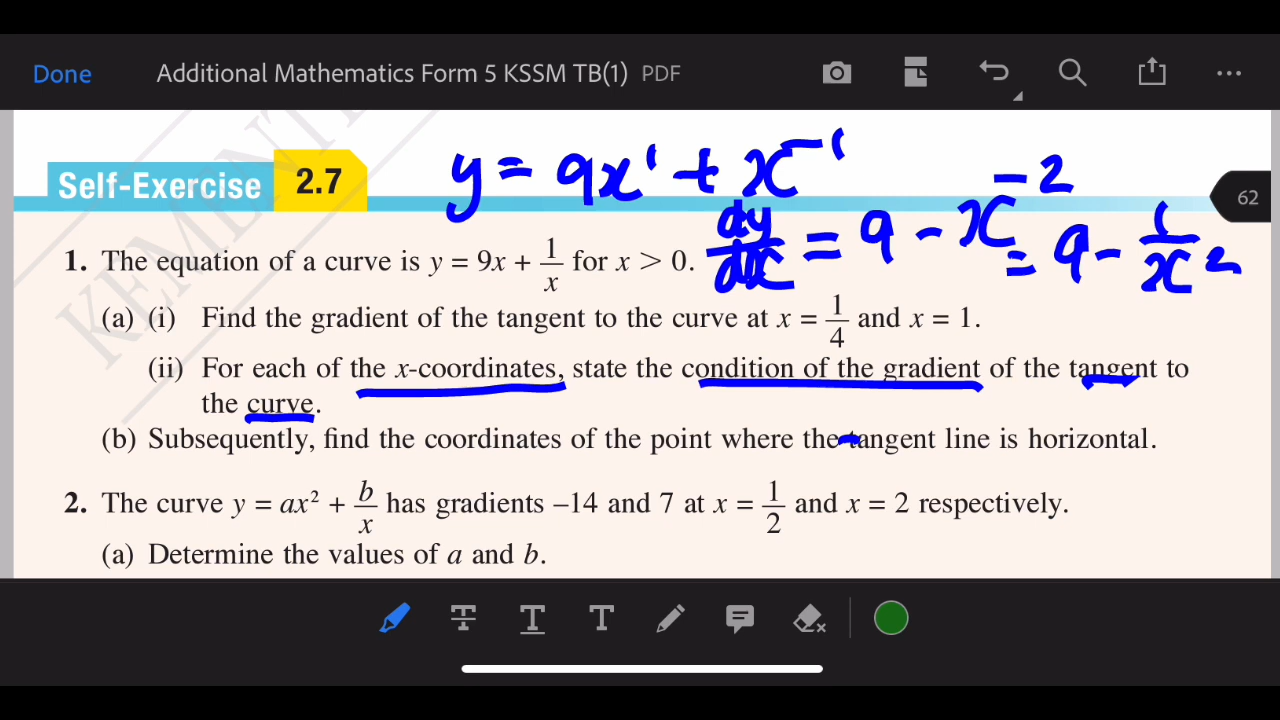 Done Additional Mathematics Form 5 KSSM TB(1) PDF
y = 9x¹ + x⁻¹
Self-Exercise 2.7
62
dy/dx = 9 - x⁻² = 9 - 1/x²
1. The equation of a curve is y = 9x + 1/x for x > 0.
(a) (i) Find the gradient of the tangent to the curve at x = 1/4 and x = 1.
(ii) For each of the x-coordinates, state the condition of the gradient of the tangent to
the curve.
(b) Subsequently, find the coordinates of the point where the tangent line is horizontal.
2. The curve y = ax² + b/x has gradients –14 and 7 at x = 1/2 and x = 2 respectively.
(a) Determine the values of a and b.
T T T